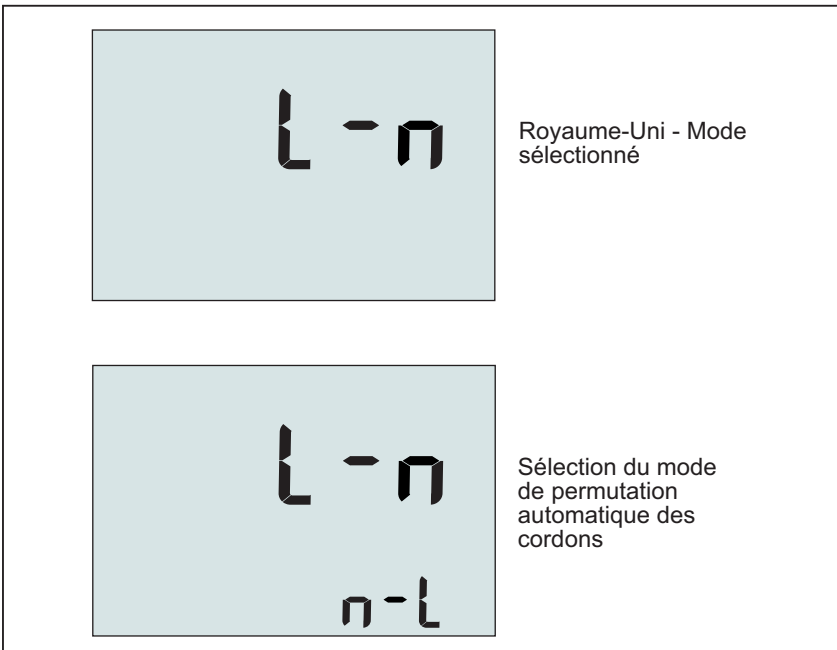 L-n
Royaume-Uni - Mode
sélectionné
L-n
Sélection du mode
de permutation
automatique des
cordons
n-L